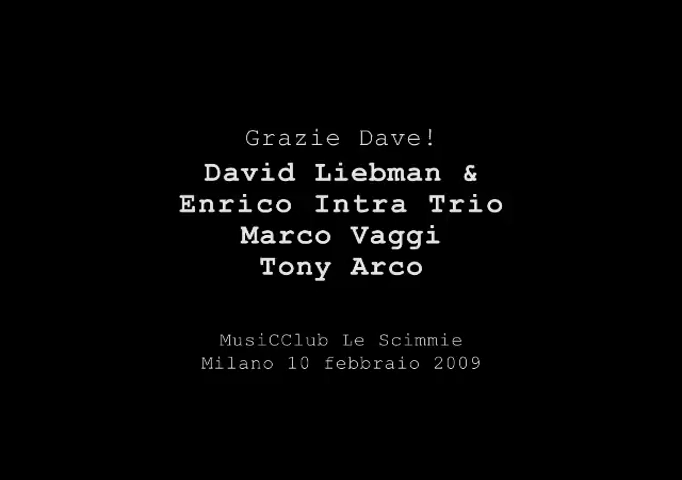 Grazie Dave!
David Liebman &
Enrico Intra Trio
Marco Vaggi
Tony Arco
MusiCClub Le Scimmie
Milano 10 febbraio 2009